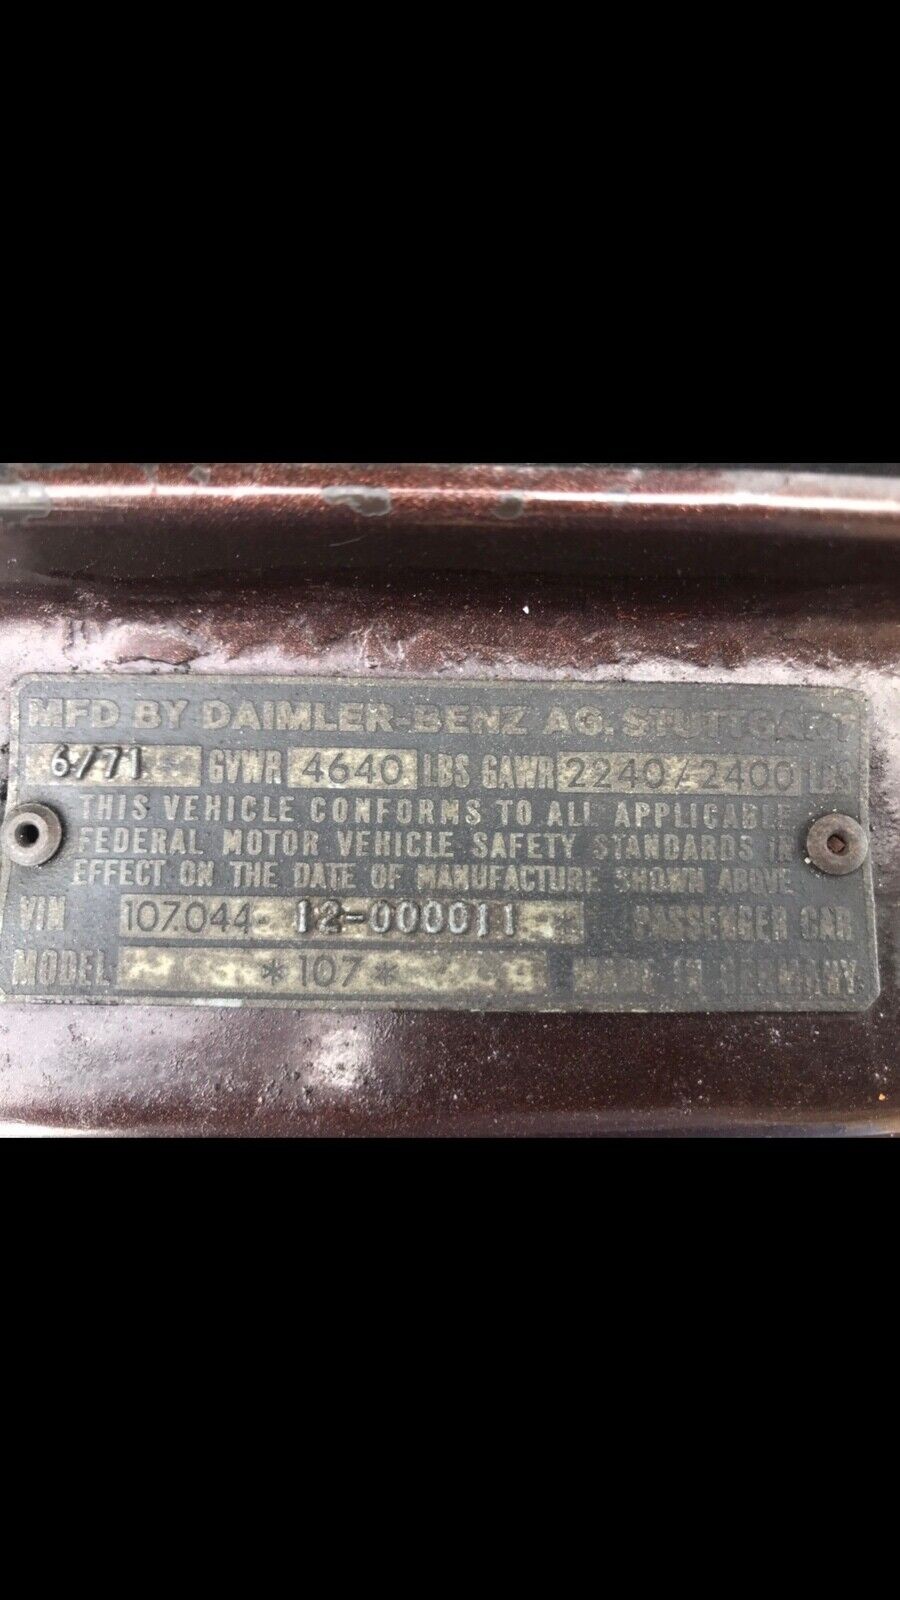 MFD BY DAIMLER-BENZ AG. STUTTGART
6/71 GVWR 4640 LBS GAWR 2240/2400 LBS
THIS VEHICLE CONFORMS TO ALL APPLICABLE
FEDERAL MOTOR VEHICLE SAFETY STANDARDS IN
EFFECT ON THE DATE OF MANUFACTURE SHOWN ABOVE
VIN 107.044-12-000011 PASSENGER CAR
MODEL *107* MADE IN GERMANY